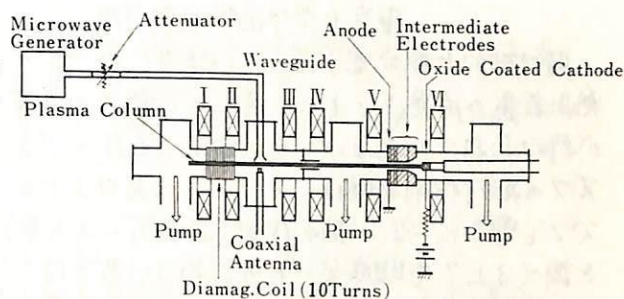 Microwave
Generator
Attenuator
Waveguide
Anode
Intermediate
Electrodes
Oxide Coated Cathode
Plasma Column
I
II
III
IV
V
VI
Pump
Coaxial
Antenna
Pump
Pump
Diamag.Coil (10Turns)